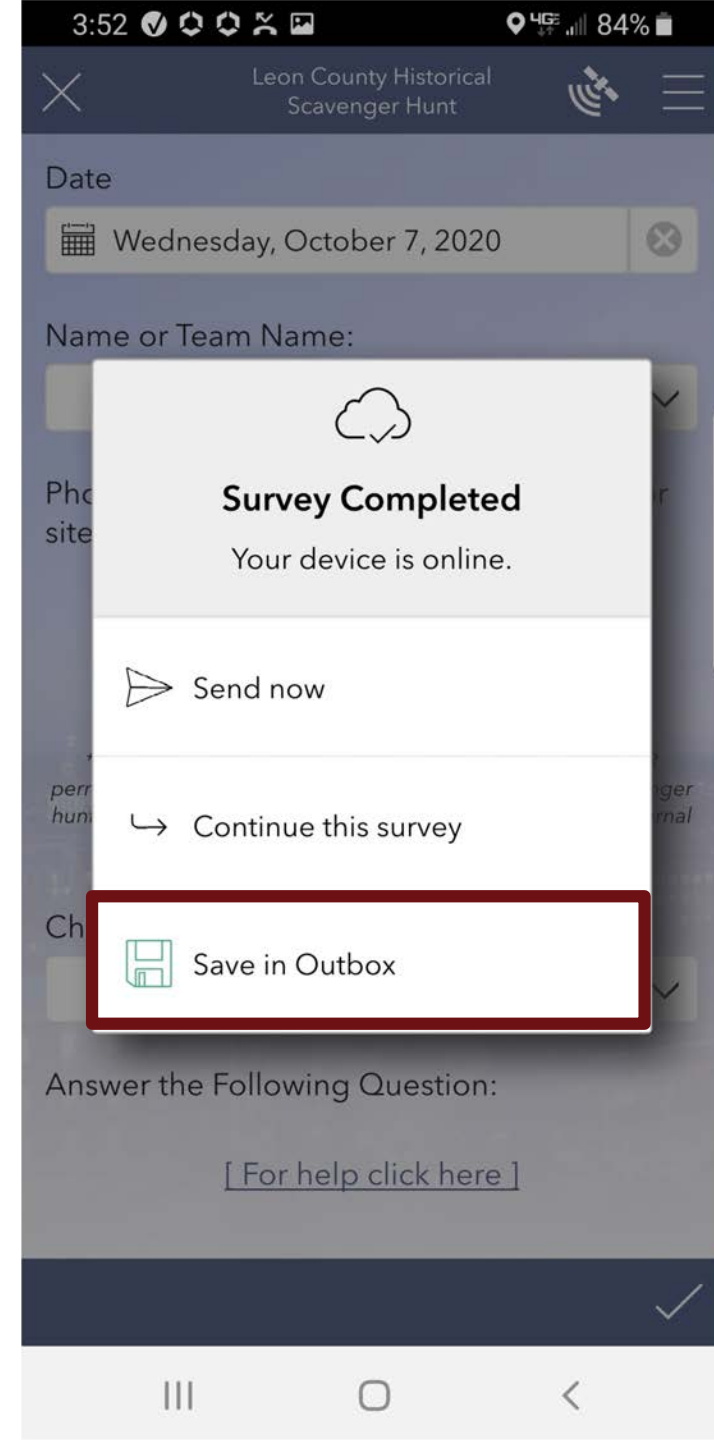 3:52
4GE
84%
Leon County Historical
Scavenger Hunt
Date
Wednesday, October 7, 2020
Name or Team Name:
Survey Completed
Your device is online.
site
Send now
Continue this survey
Save in Outbox
Answer the Following Question:
[ For help click here ]